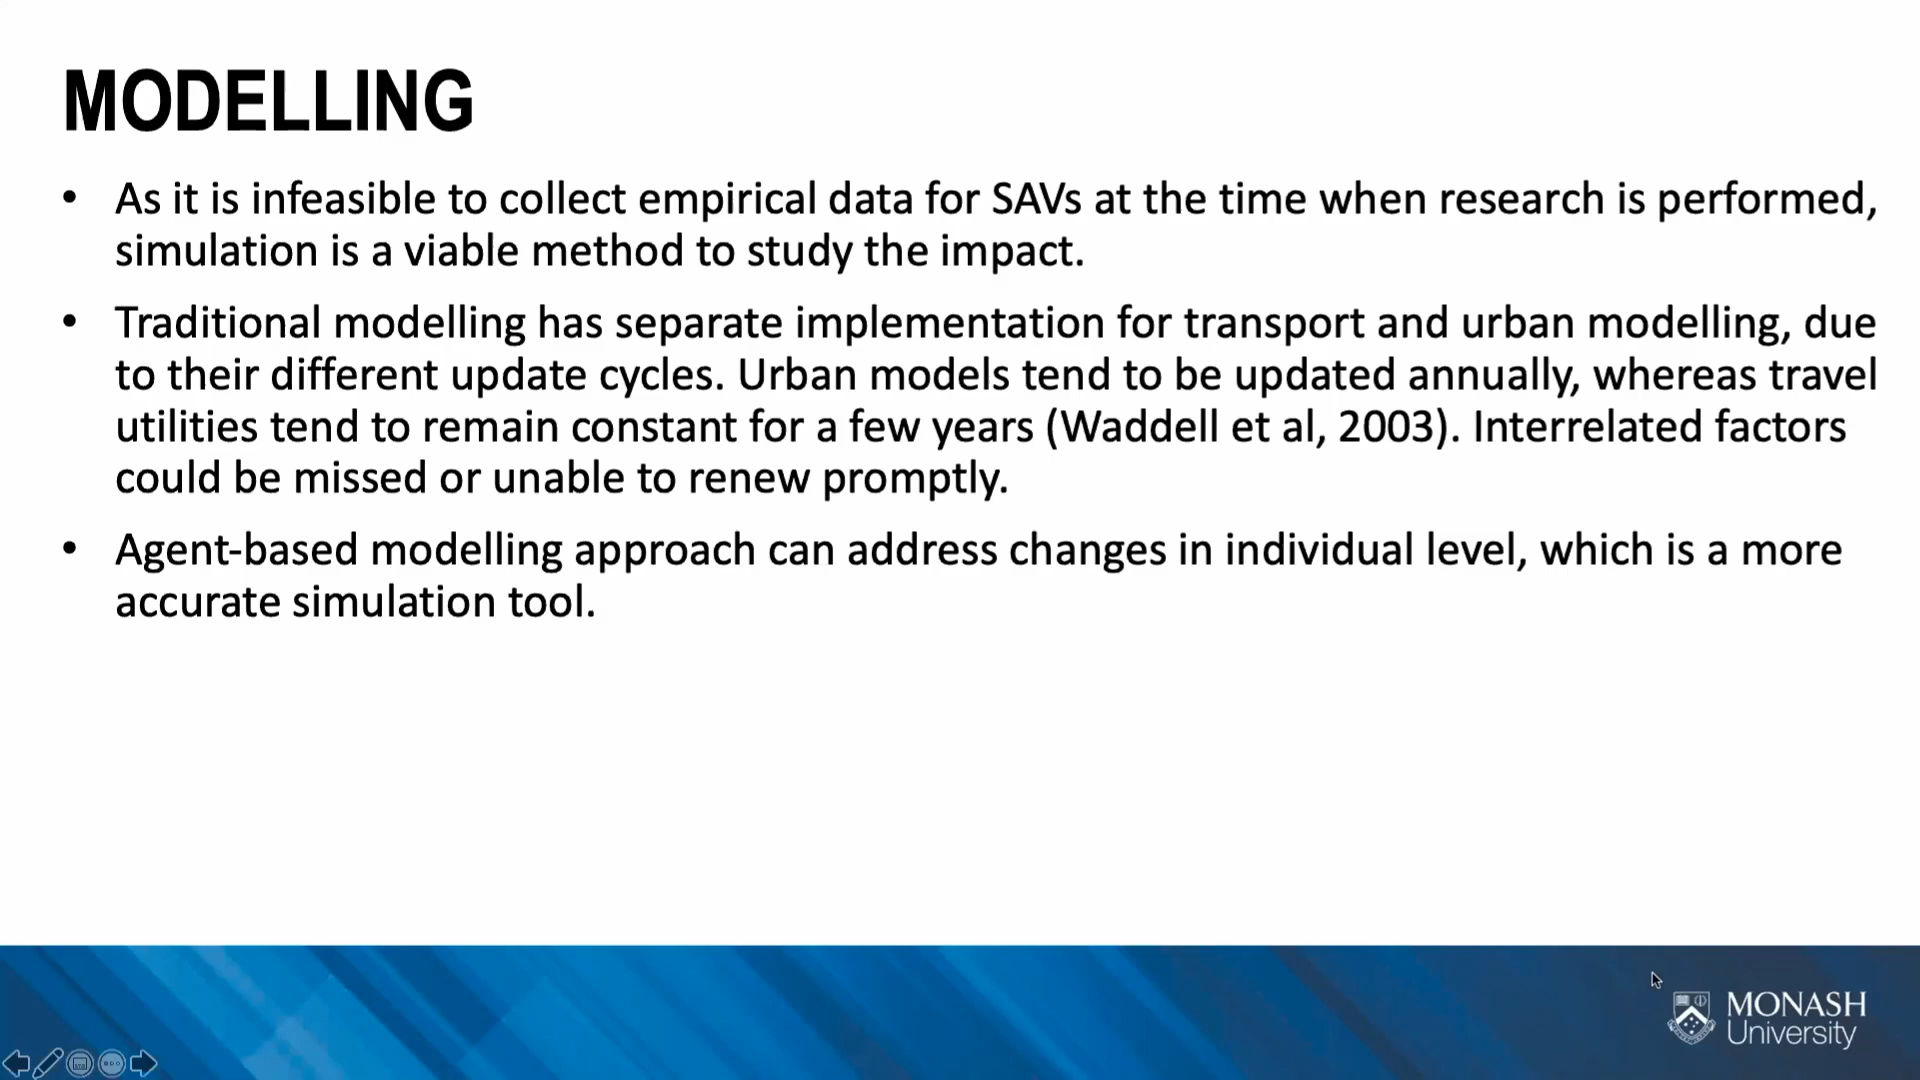 MODELLING
• As it is infeasible to collect empirical data for SAVs at the time when research is performed,
simulation is a viable method to study the impact.
• Traditional modelling has separate implementation for transport and urban modelling, due
to their different update cycles. Urban models tend to be updated annually, whereas travel
utilities tend to remain constant for a few years (Waddell et al, 2003). Interrelated factors
could be missed or unable to renew promptly.
• Agent-based modelling approach can address changes in individual level, which is a more
accurate simulation tool.
MONASH
University